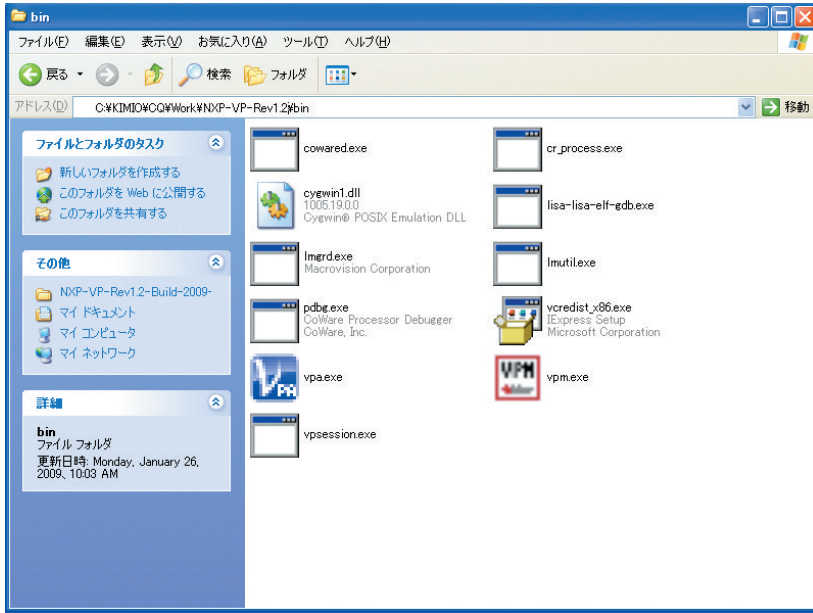 bin
ファイル(F) 編集(E) 表示(V) お気に入り(A) ツール(T) ヘルプ(H)
戻る 検索 フォルダ
アドレス(D) C:¥KIMIO¥CQ¥Work¥NXP-VP-Rev1.2¥bin 移動
ファイルとフォルダのタスク
新しいフォルダを作成する
このフォルダを Web に公開する
このフォルダを共有する
その他
NXP-VP-Rev1.2-Build-2009-
マイ ドキュメント
マイ コンピュータ
マイ ネットワーク
詳細
bin
ファイル フォルダ
更新日時: Monday, January 26,
2009、10:03 AM
cowared.exe
cr_process.exe
cygwin1.dll
1005.19.0.0
Cygwin® POSIX Emulation DLL
lisa-lisa-elf-gdb.exe
lmgrd.exe
Macrovision Corporation
lmutil.exe
pdbg.exe
CoWare Processor Debugger
CoWare, Inc.
vcredist_x86.exe
IExpress Setup
Microsoft Corporation
VPA
vpa.exe
VPM
vpm.exe
vpsession.exe